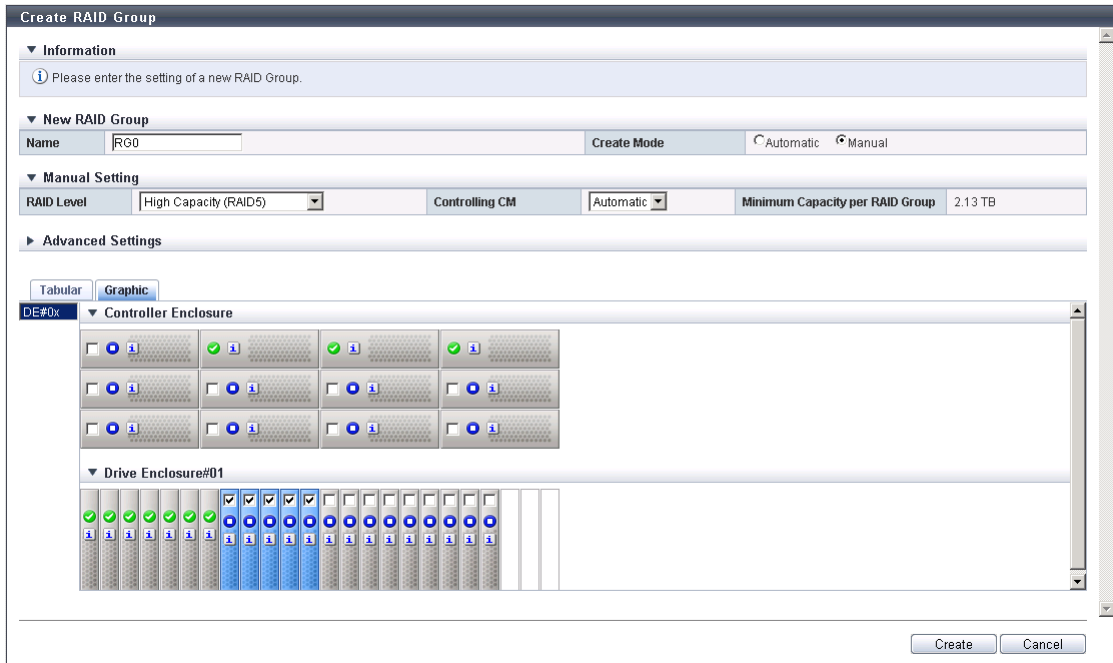 Create RAID Group
Information
Please enter the setting of a new RAID Group.
New RAID Group
Name RG0 Create Mode Automatic Manual
Manual Setting
RAID Level High Capacity (RAID5) Controlling CM Automatic Minimum Capacity per RAID Group 2.13 TB
Advanced Settings
Tabular Graphic
DE#0x Controller Enclosure
Drive Enclosure#01
Create Cancel